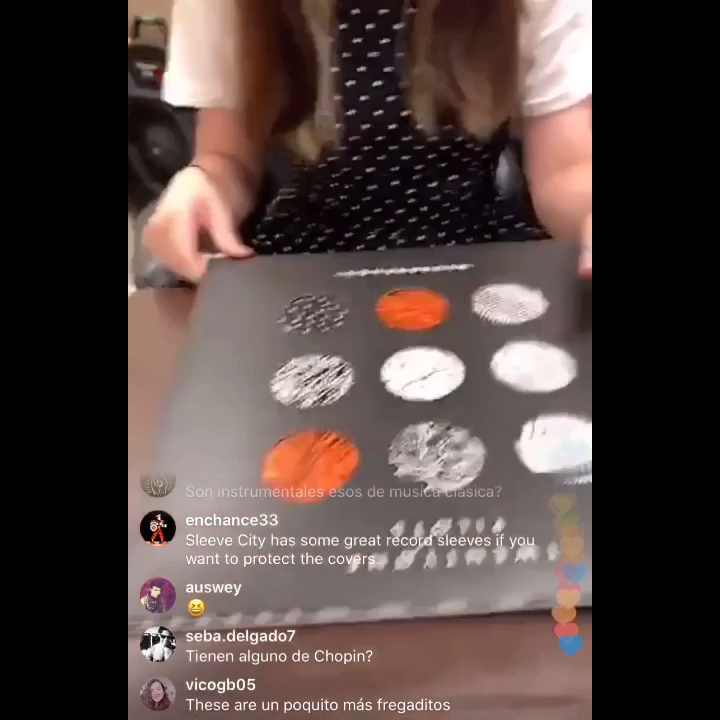 Son instrumentales esos de musica clasica?
enchance33
Sleeve City has some great record sleeves if you
want to protect the covers.
auswey
😆
seba.delgado7
Tienen alguno de Chopin?
vicogb05
These are un poquito más fregaditos